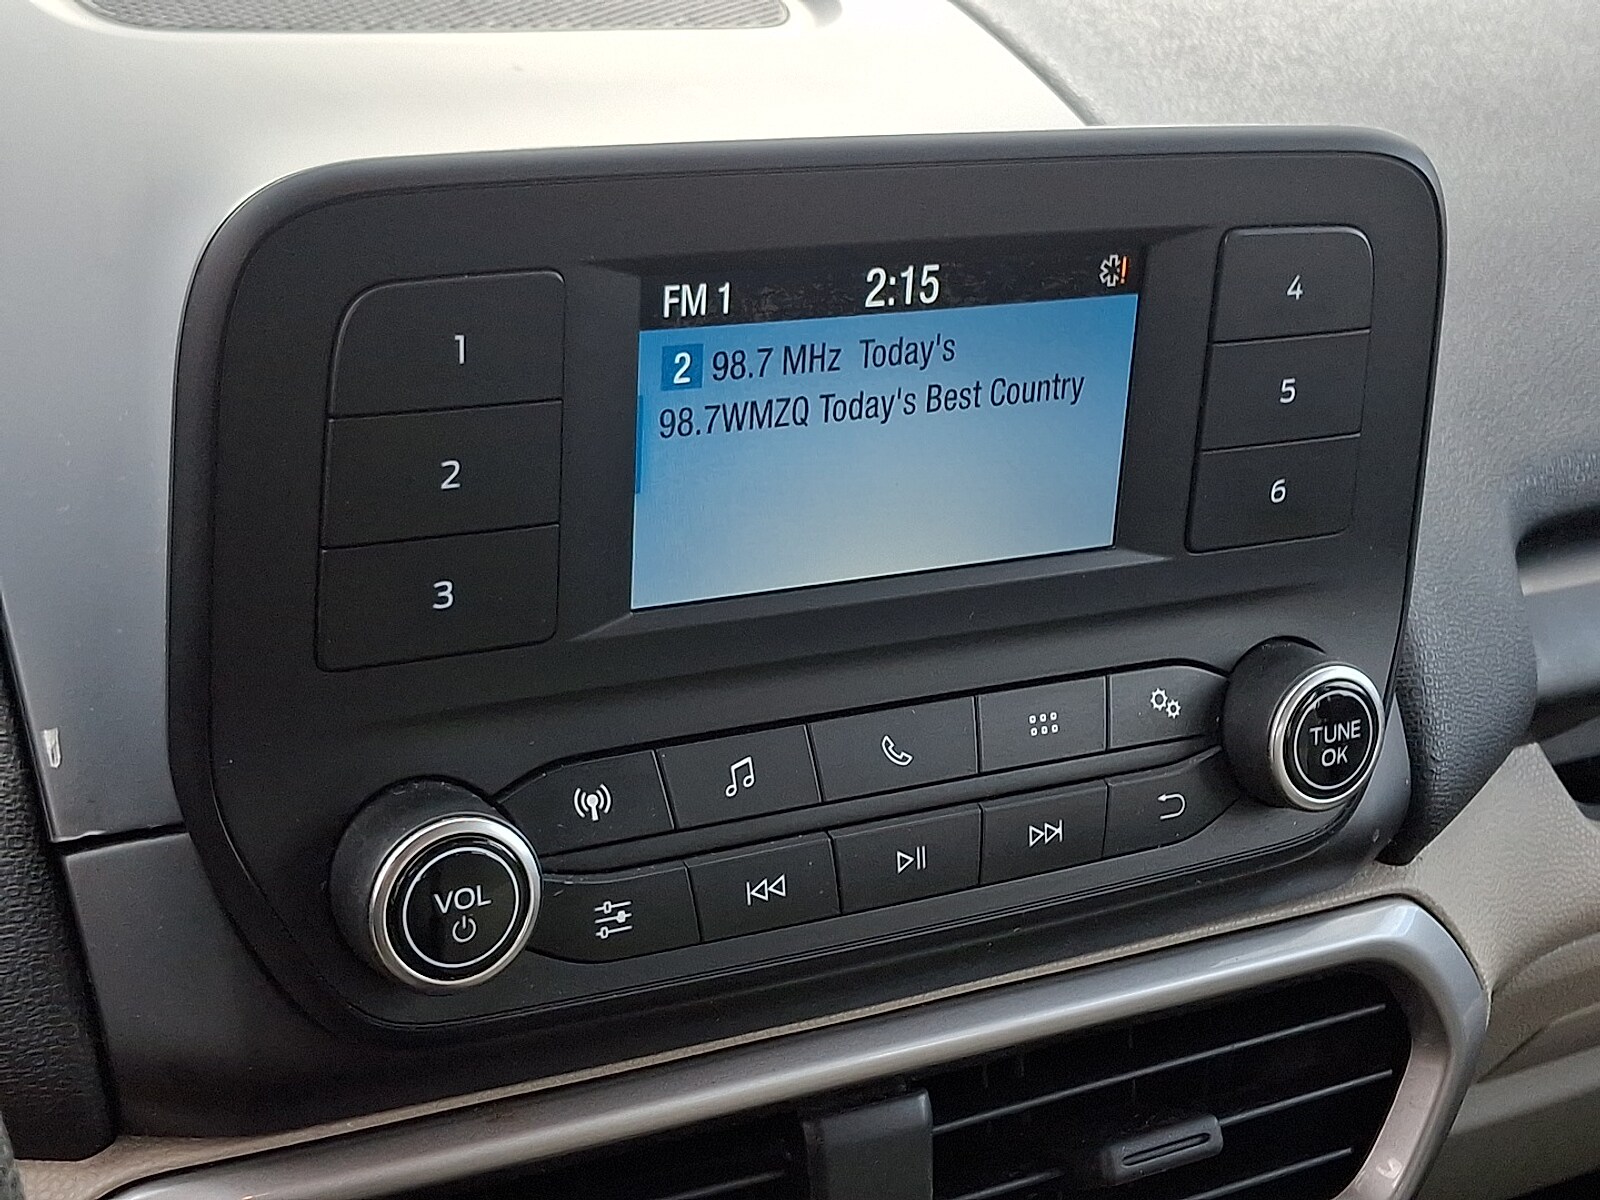 FM 1 2:15
2 98.7 MHz Today's
98.7WMZQ Today's Best Country
1
2
3
4
5
6
VOL
TUNE
OK